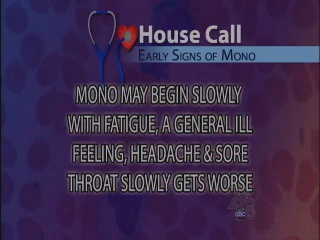 House Call
EARLY SIGNS OF MONO
MONO MAY BEGIN SLOWLY
WITH FATIGUE, A GENERAL ILL
FEELING, HEADACHE & SORE
THROAT SLOWLY GETS WORSE
abc